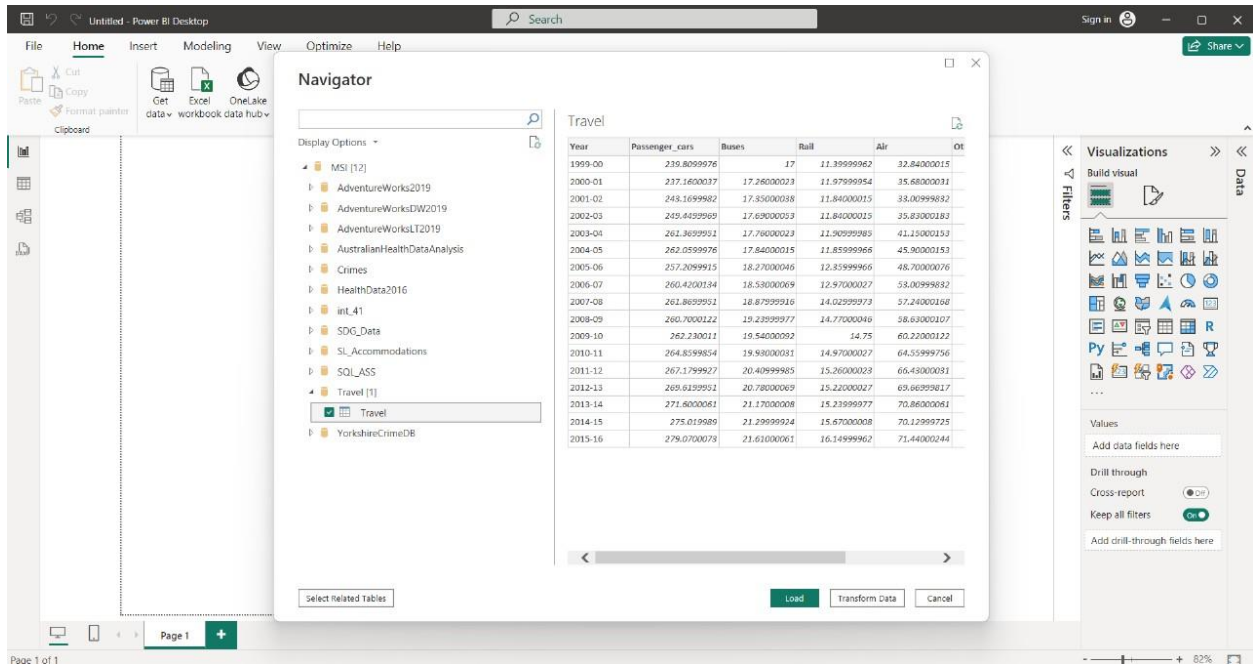 Untitled - Power BI Desktop
Search
Sign in
File Home Insert Modeling View Optimize Help
Share
Paste
Cut
Copy
Format painter
Clipboard
Get data
Excel workbook
OneLake data hub
Navigator
Display Options
MSI [12]
AdventureWorks2019
AdventureWorksDW2019
AdventureWorksLT2019
AustralianHealthDataAnalysis
Crimes
HealthData2016
int_41
SDG_Data
SL_Accommodations
SQL_ASS
Travel [1]
Travel
YorkshireCrimeDB
Travel
Year Passenger_cars Buses Rail Air Ot
1999-00 239.8099976 17 11.39999962 32.84000015
2000-01 237.1600037 17.26000023 11.97999954 35.68000031
2001-02 243.1699982 17.35000038 11.84000015 33.00999832
2002-03 249.4499969 17.69000053 11.84000015 35.83000183
2003-04 261.3699951 17.76000023 11.90999985 41.15000153
2004-05 262.0599976 17.84000015 11.85999966 45.90000153
2005-06 257.2099915 18.27000046 12.35999966 48.70000076
2006-07 260.4200134 18.53000069 12.97000027 53.00999832
2007-08 261.8699951 18.87999916 14.02999973 57.24000168
2008-09 260.7000122 19.23999977 14.77000046 58.63000107
2009-10 262.230011 19.54000092 14.75 60.22000122
2010-11 264.8599854 19.93000031 14.97000027 64.55999756
2011-12 267.1799927 20.40999985 15.26000023 66.43000031
2012-13 269.6199951 20.78000069 15.22000027 69.66999817
2013-14 271.6000061 21.17000008 15.23999977 70.86000061
2014-15 275.019989 21.29999924 15.67000008 70.12999725
2015-16 279.0700073 21.61000061 16.14999962 71.44000244
Select Related Tables
Load
Transform Data
Cancel
Filters
Visualizations
Build visual
123
R
Py
...
Values
Add data fields here
Drill through
Cross-report
Off
Keep all filters
On
Add drill-through fields here
Data
Page 1
Page 1 of 1
82%